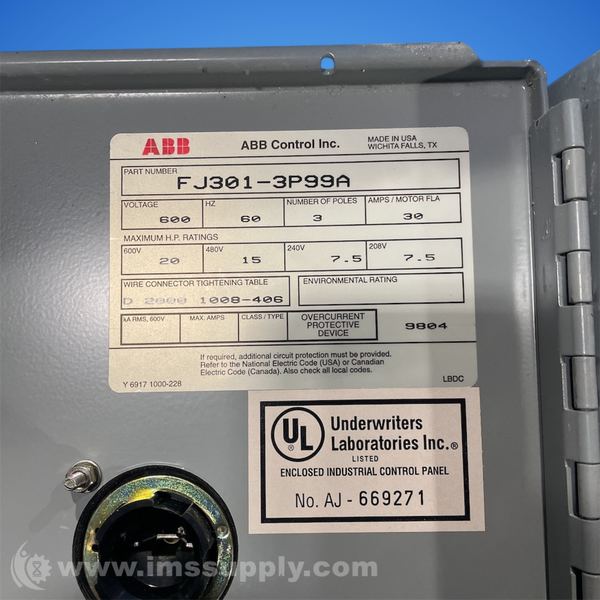 ABB
ABB Control Inc.
MADE IN USA
WICHITA FALLS, TX
PART NUMBER
FJ301-3P99A
VOLTAGE HZ NUMBER OF POLES AMPS / MOTOR FLA
600 60 3 30
MAXIMUM H.P. RATINGS
600V 480V 240V 208V
20 15 7.5 7.5
WIRE CONNECTOR TIGHTENING TABLE ENVIRONMENTAL RATING
D 2000 1008-406
kA RMS, 600V MAX. AMPS CLASS / TYPE OVERCURRENT
PROTECTIVE
DEVICE
9804
If required, additional circuit protection must be provided.
Refer to the National Electric Code (USA) or Canadian
Electric Code (Canada). Also check all local codes.
Y 6917 1000-228 LBDC
UL
Underwriters
Laboratories Inc.®
LISTED
ENCLOSED INDUSTRIAL CONTROL PANEL
No. AJ - 669271
www.imssupply.com